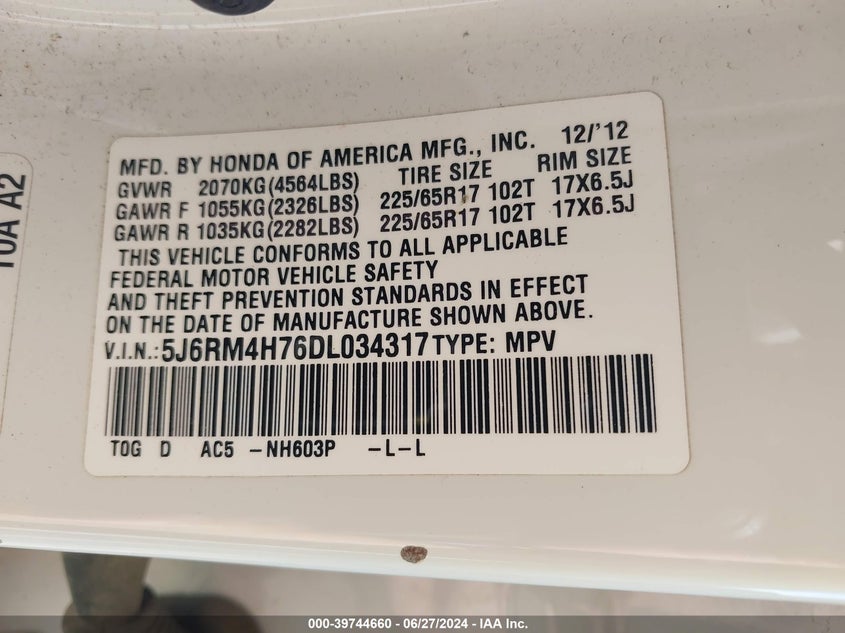 MFD. BY HONDA OF AMERICA MFG., INC. 12/'12
GVWR 2070KG(4564LBS) TIRE SIZE RIM SIZE
GAWR F 1055KG(2326LBS) 225/65R17 102T 17X6.5J
GAWR R 1035KG(2282LBS) 225/65R17 102T 17X6.5J
THIS VEHICLE CONFORMS TO ALL APPLICABLE
FEDERAL MOTOR VEHICLE SAFETY
AND THEFT PREVENTION STANDARDS IN EFFECT
ON THE DATE OF MANUFACTURE SHOWN ABOVE.
V.I.N.:5J6RM4H76DL034317 TYPE: MPV
TOG D AC5 -NH603P -L-L
000-39744660 - 06/27/2024 - IAA Inc.